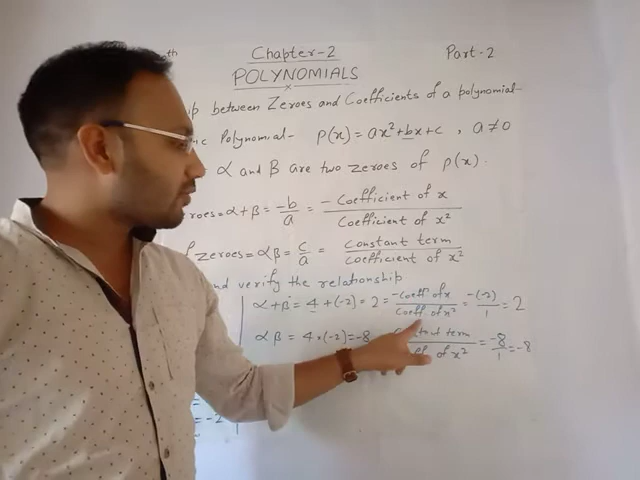 th Chapter-2 Part-2
POLYNOMIALS
between Zeroes and Coefficients of a polynomial-
Polynomial- P(x) = ax²+bx+c , a≠0
α and β are two zeroes of p(x).
zeroes = α+β = -b/a = - Coefficient of x / Coefficient of x²
zeroes = αβ = c/a = Constant term / coefficient of x²
and verify the relationship
α+β = 4 + (-2) = 2 = -coeff of x / coeff. of x² = -(-2)/1 = 2
αβ = 4×(-2) = -8 term / of x² = -8/1 = -8
= -2